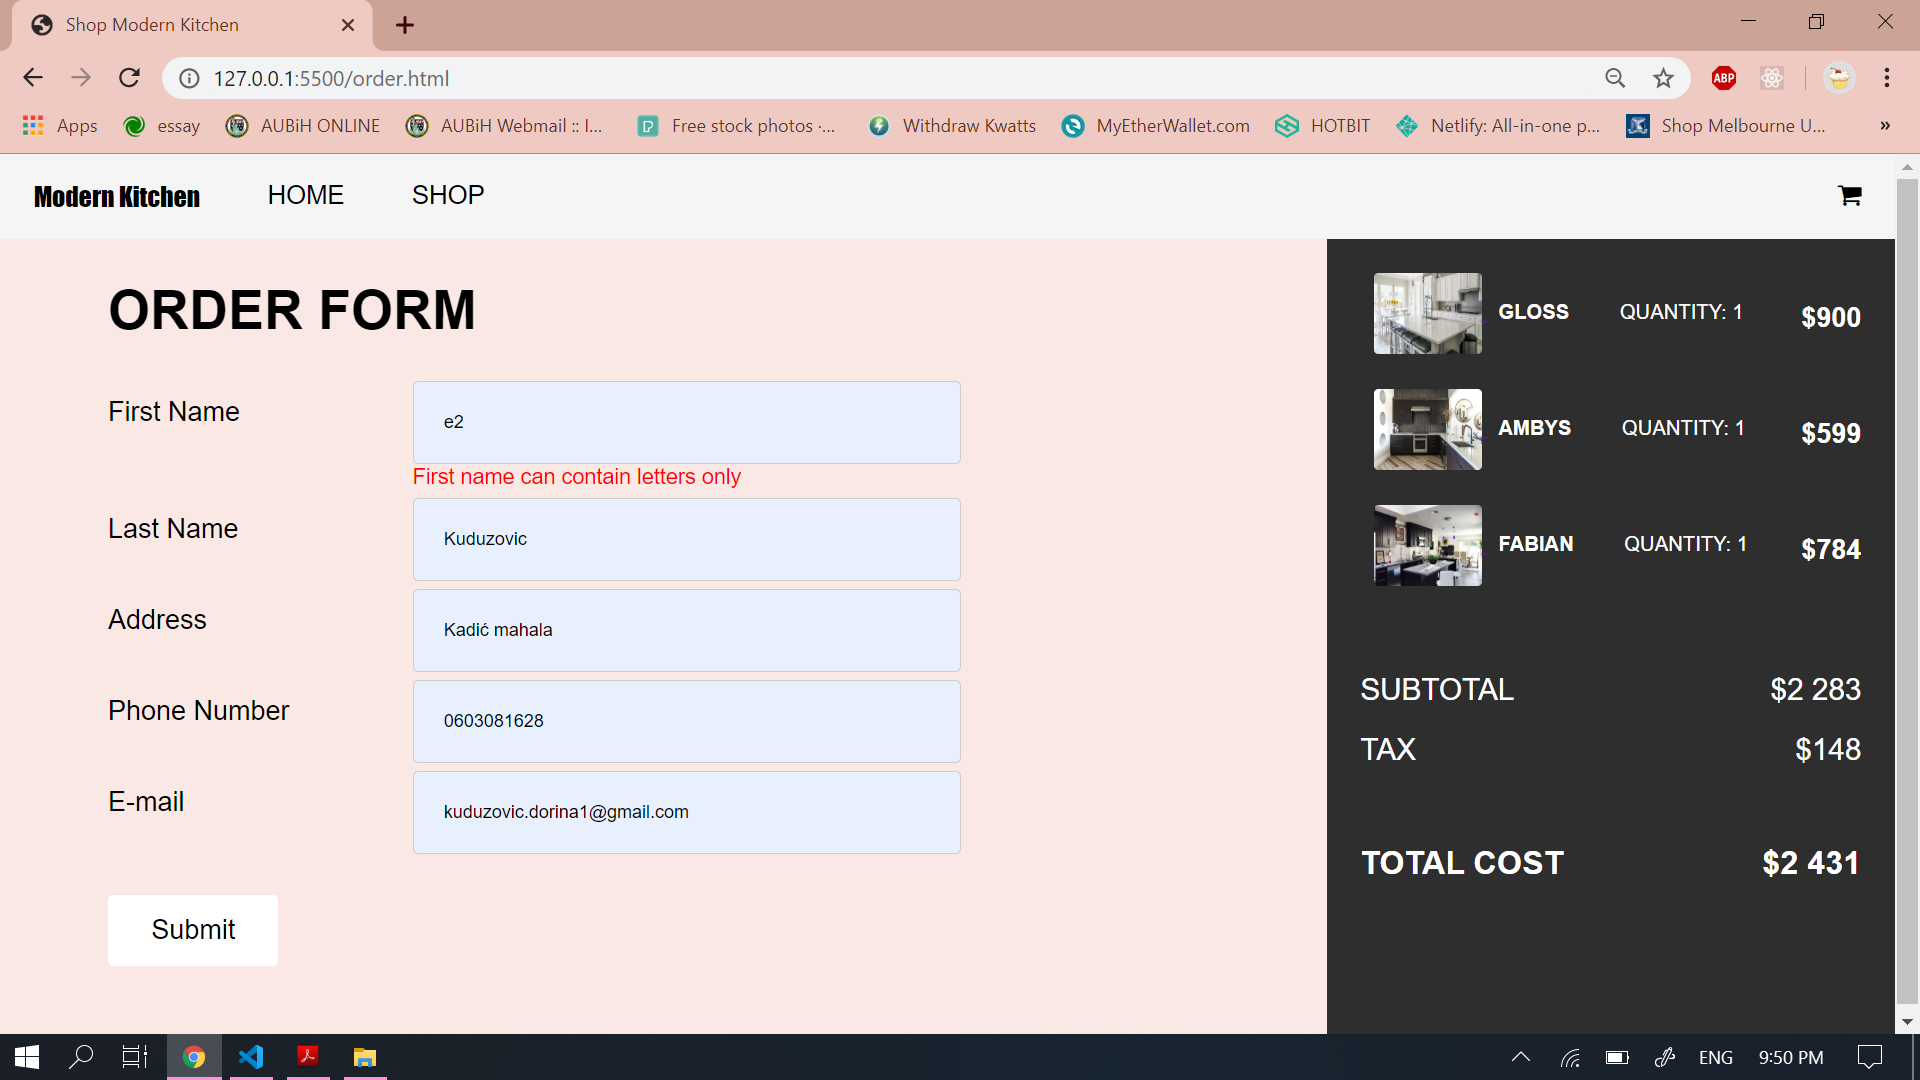 Shop Modern Kitchen
127.0.0.1:5500/order.html
ABP
Apps essay AUBiH ONLINE AUBiH Webmail :: I... Free stock photos ·... Withdraw Kwatts MyEtherWallet.com HOTBIT Netlify: All-in-one p... Shop Melbourne U... »
Modern Kitchen HOME SHOP
ORDER FORM
First Name e2
First name can contain letters only
Last Name Kuduzovic
Address Kadić mahala
Phone Number 0603081628
E-mail kuduzovic.dorina1@gmail.com
Submit
GLOSS QUANTITY: 1 $900
AMBYS QUANTITY: 1 $599
FABIAN QUANTITY: 1 $784
SUBTOTAL $2 283
TAX $148
TOTAL COST $2 431
ENG 9:50 PM